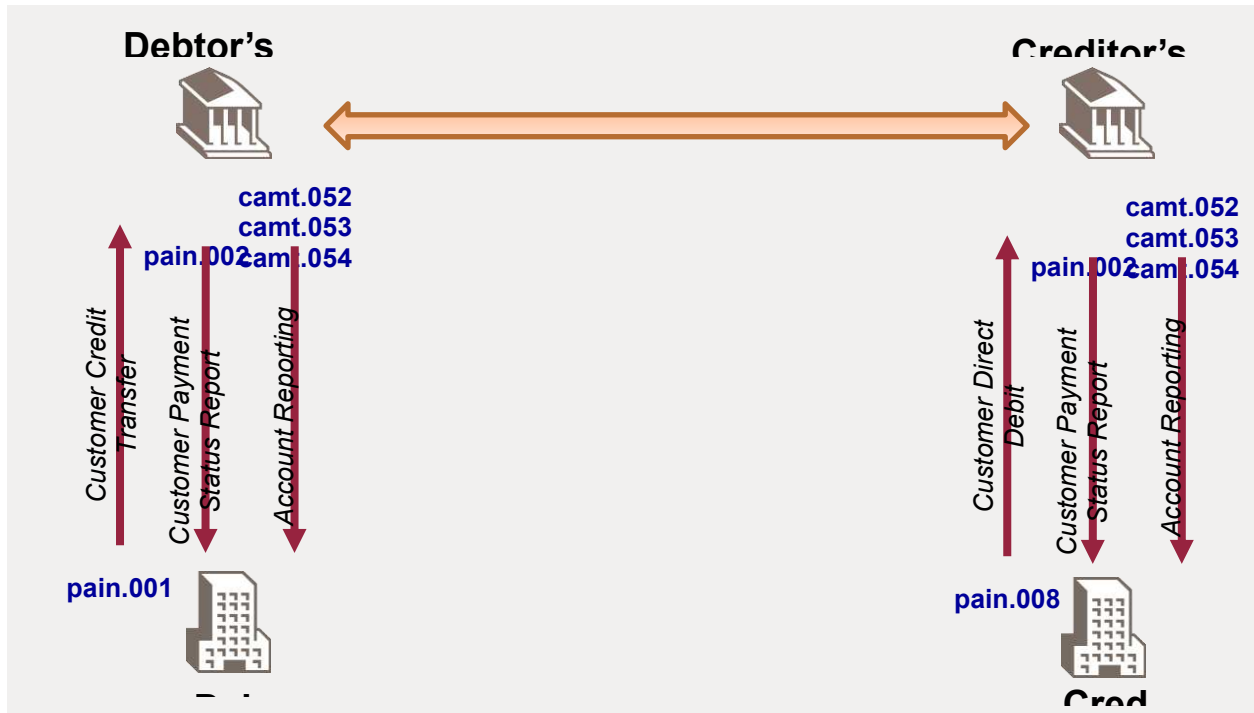 Debtor's
Creditor's
camt.052
camt.053
pain.002
camt.054
Customer Credit
Transfer
Customer Payment
Status Report
Account Reporting
pain.001
camt.052
camt.053
pain.002
camt.054
Customer Direct
Debit
Customer Payment
Status Report
Account Reporting
pain.008
Cred